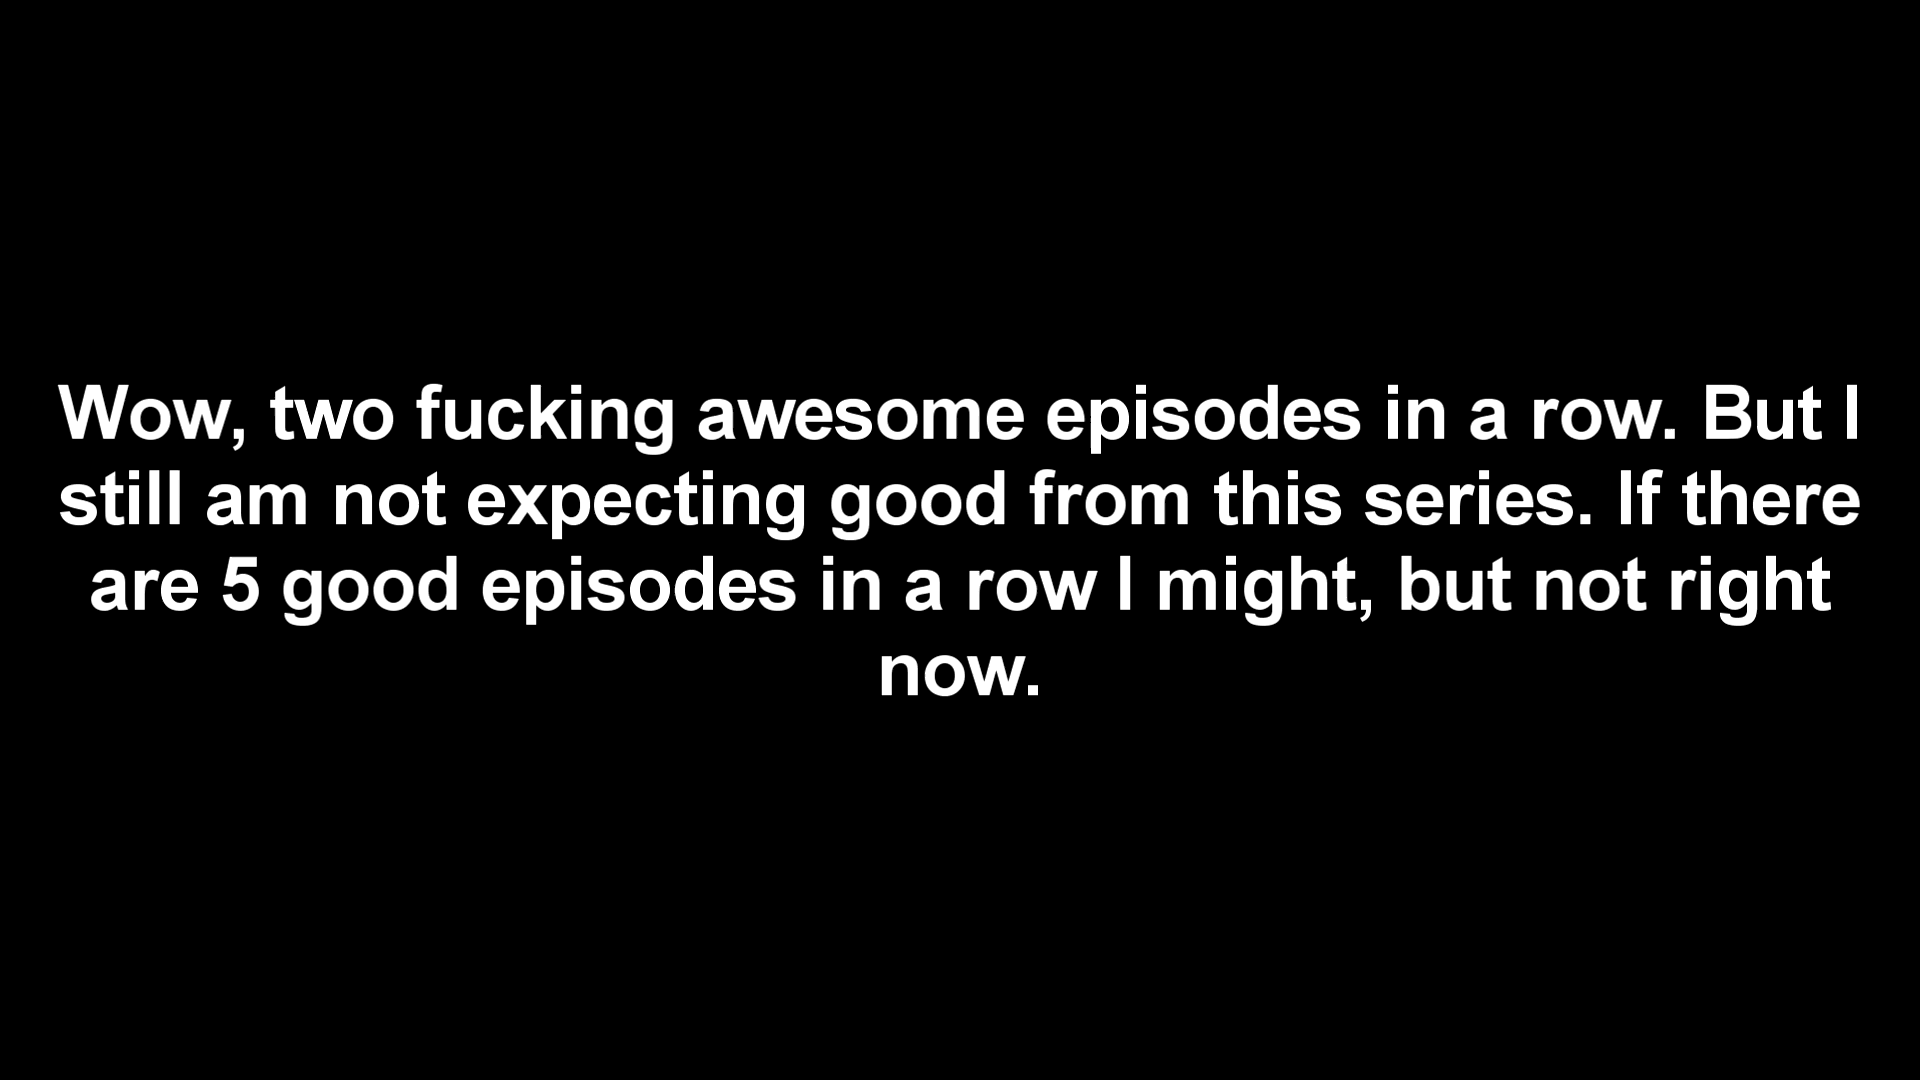 Wow, two fucking awesome episodes in a row. But I
still am not expecting good from this series. If there
are 5 good episodes in a row I might, but not right
now.